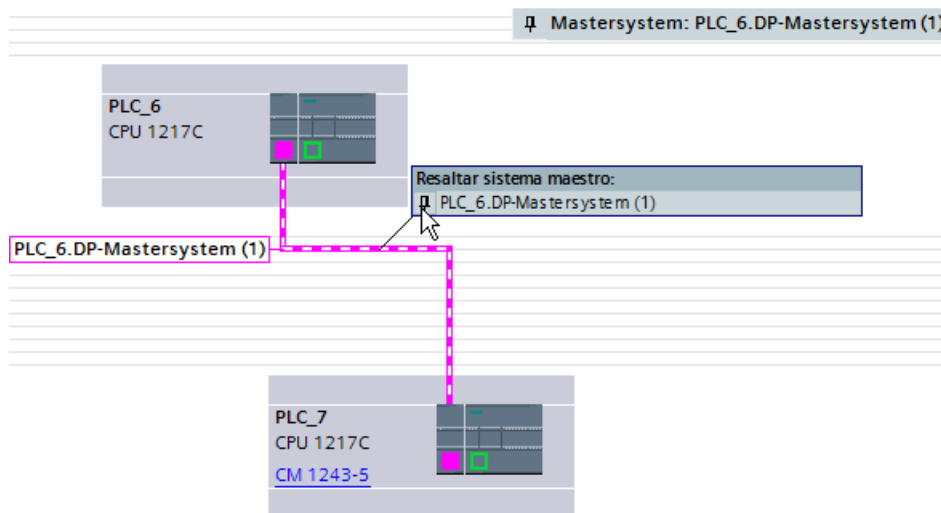 Mastersystem: PLC_6.DP-Mastersystem (1)
PLC_6
CPU 1217C
Resaltar sistema maestro:
PLC_6.DP-Mastersystem (1)
PLC_6.DP-Mastersystem (1)
PLC_7
CPU 1217C
CM 1243-5